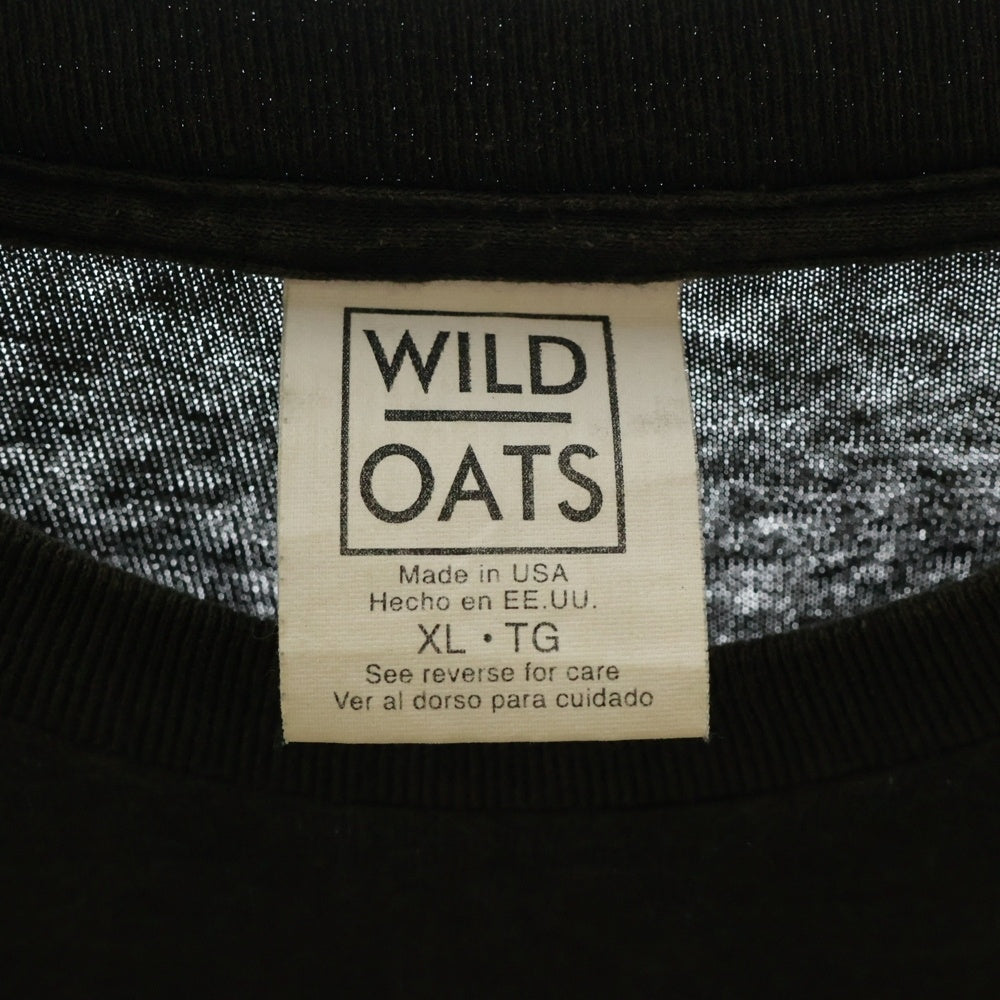 WILD
OATS
Made in USA
Hecho en EE.UU.
XL • TG
See reverse for care
Ver al dorso para cuidado